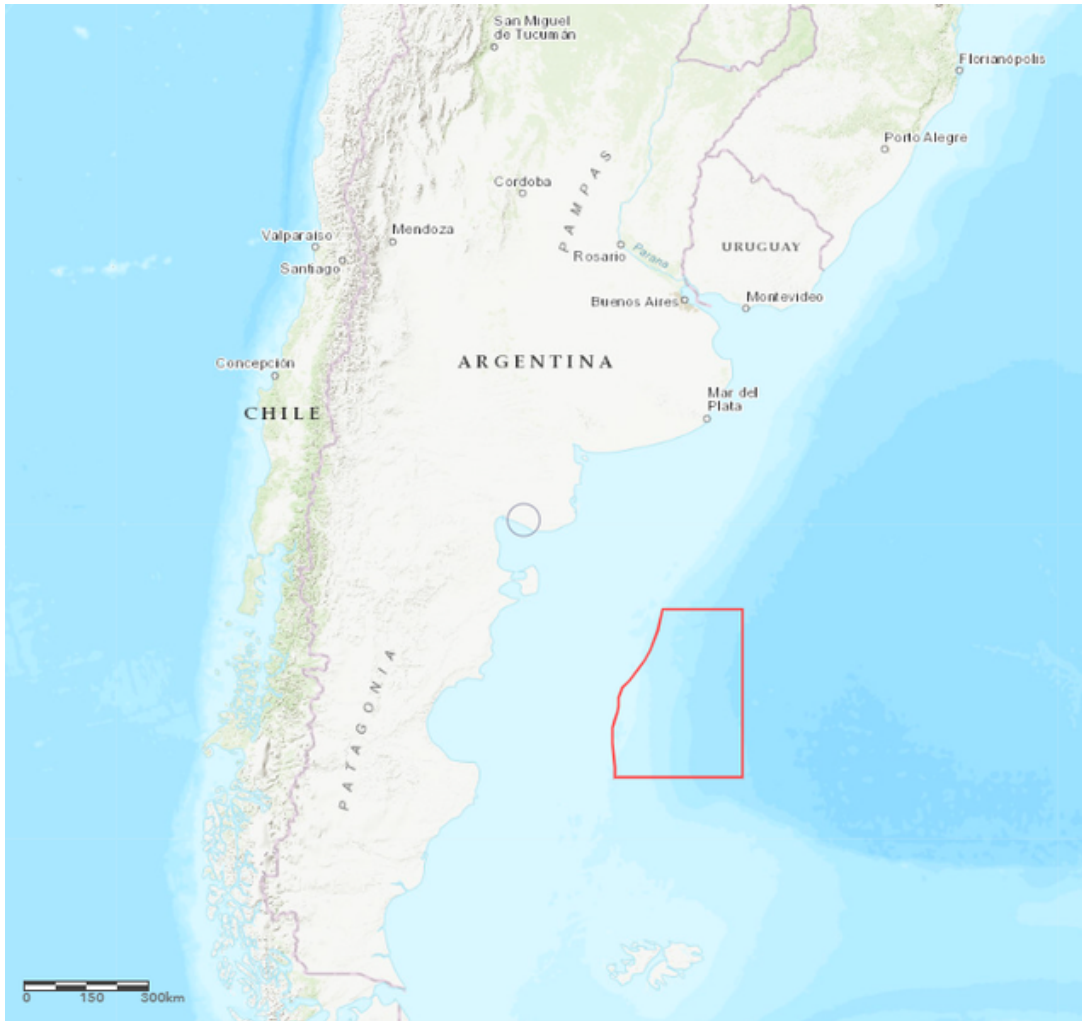 San Miguel
de Tucumán
Florianópolis
Porto Alegre
Cordoba
PAMPAS
Valparaíso
Mendoza
Santiago
Rosario
Parana
URUGUAY
Buenos Aires
Montevideo
Concepción
ARGENTINA
CHILE
Mar del
Plata
PATAGONIA
0 150 300km